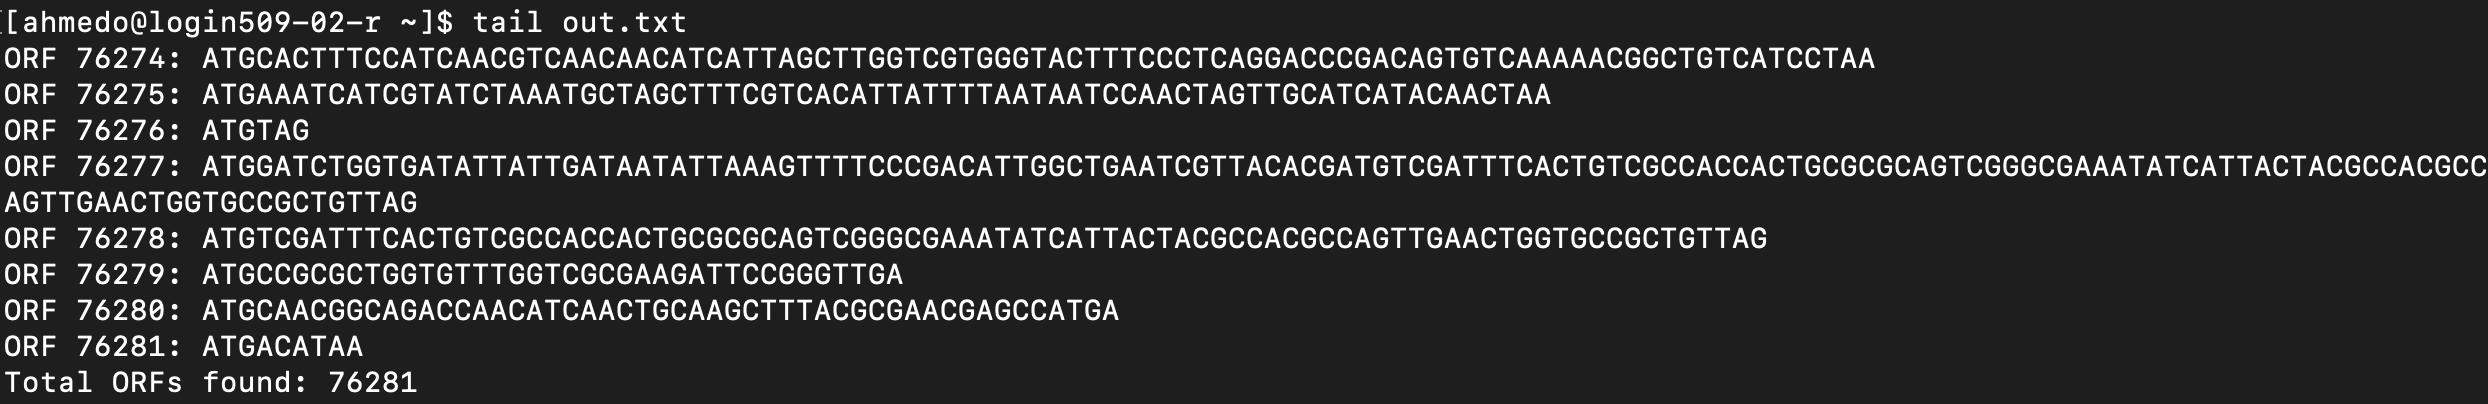 [[ahmedo@login509-02-r ~]$ tail out.txt
ORF 76274: ATGCACTTTCCATCAACGTCAACAACATCATTAGCTTGGTCGTGGGTACTTTCCCTCAGGACCCGACAGTGTCAAAAACGGCTGTCATCCTAA
ORF 76275: ATGAAATCATCGTATCTAAATGCTAGCTTTCGTCACATTATTTTAATAATCCAACTAGTTGCATCATACAACTAA
ORF 76276: ATGTAG
ORF 76277: ATGGATCTGGTGATATTATTGATAATATTAAAGTTTTCCCGACATTGGCTGAATCGTTACACGATGTCGATTTCACTGTCGCCACCACTGCGCGCAGTCGGGCGAAATATCATTACTACGCCACGCC
AGTTGAACTGGTGCCGCTGTTAG
ORF 76278: ATGTCGATTTCACTGTCGCCACCACTGCGCGCAGTCGGGCGAAATATCATTACTACGCCACGCCAGTTGAACTGGTGCCGCTGTTAG
ORF 76279: ATGCCGCGCTGGTGTTTGGTCGCGAAGATTCCGGGTTGA
ORF 76280: ATGCAACGGCAGACCAACATCAACTGCAAGCTTTACGCGAACGAGCCATGA
ORF 76281: ATGACATAA
Total ORFs found: 76281